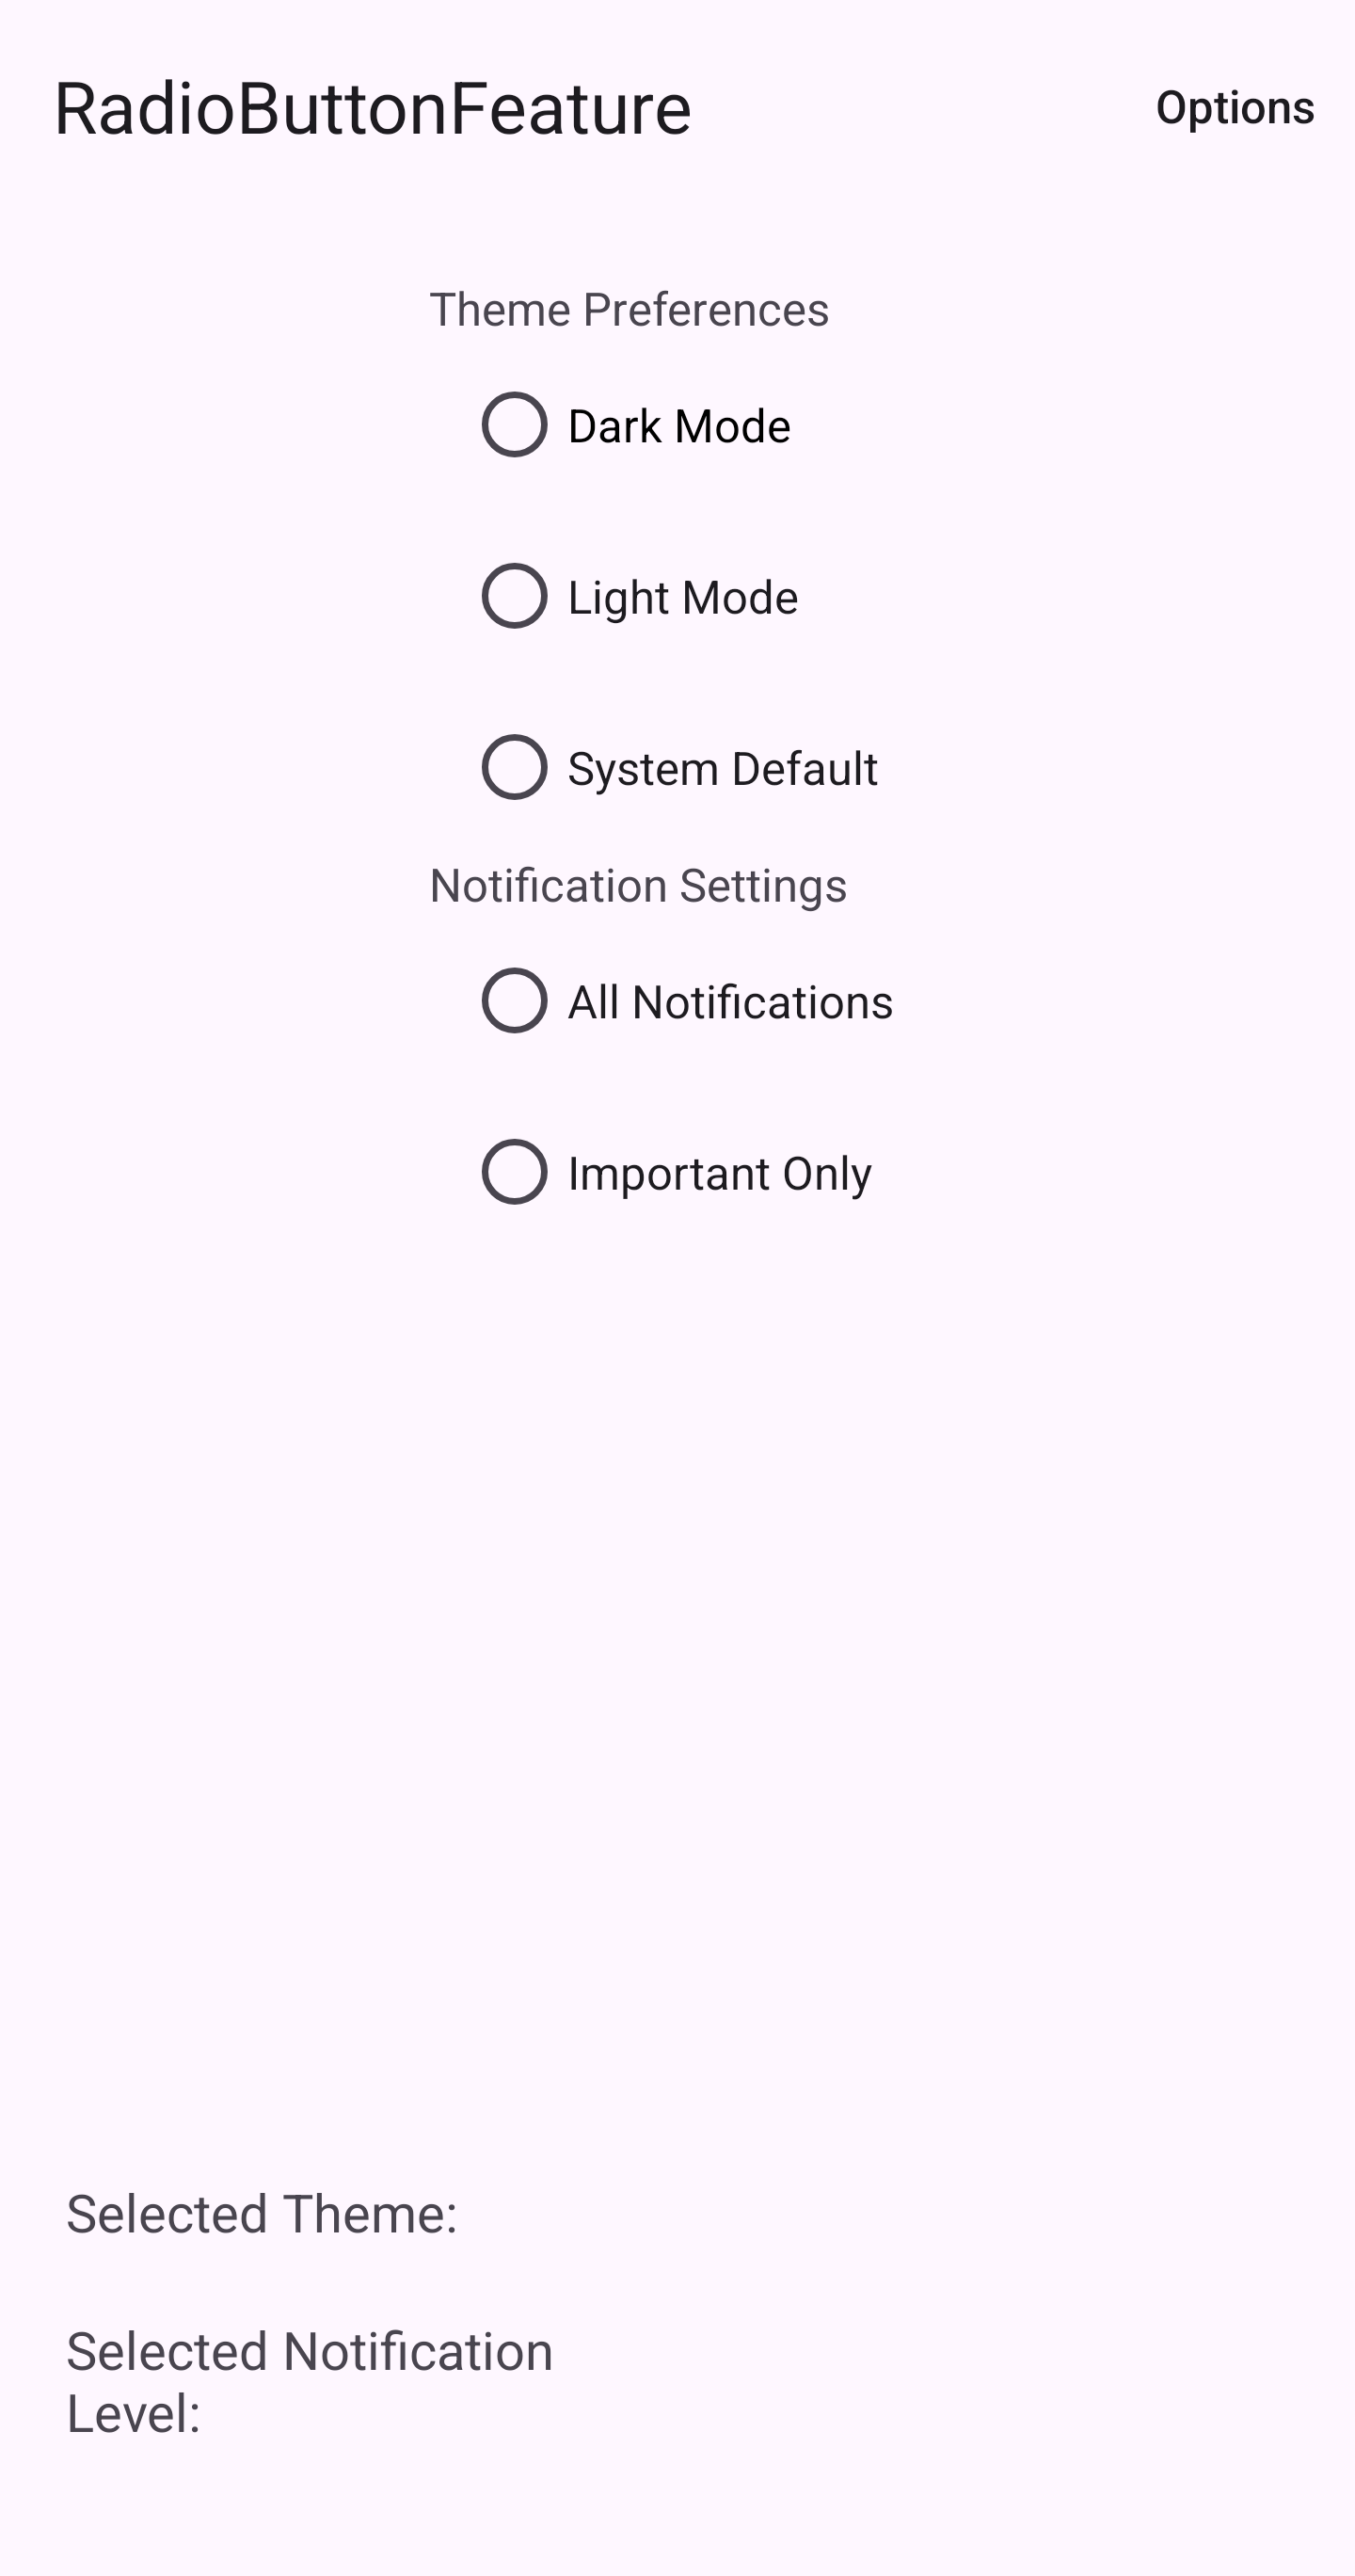 RadioButtonFeature
Options
Theme Preferences
Dark Mode
Light Mode
System Default
Notification Settings
All Notifications
Important Only
Selected Theme:
Selected Notification
Level: